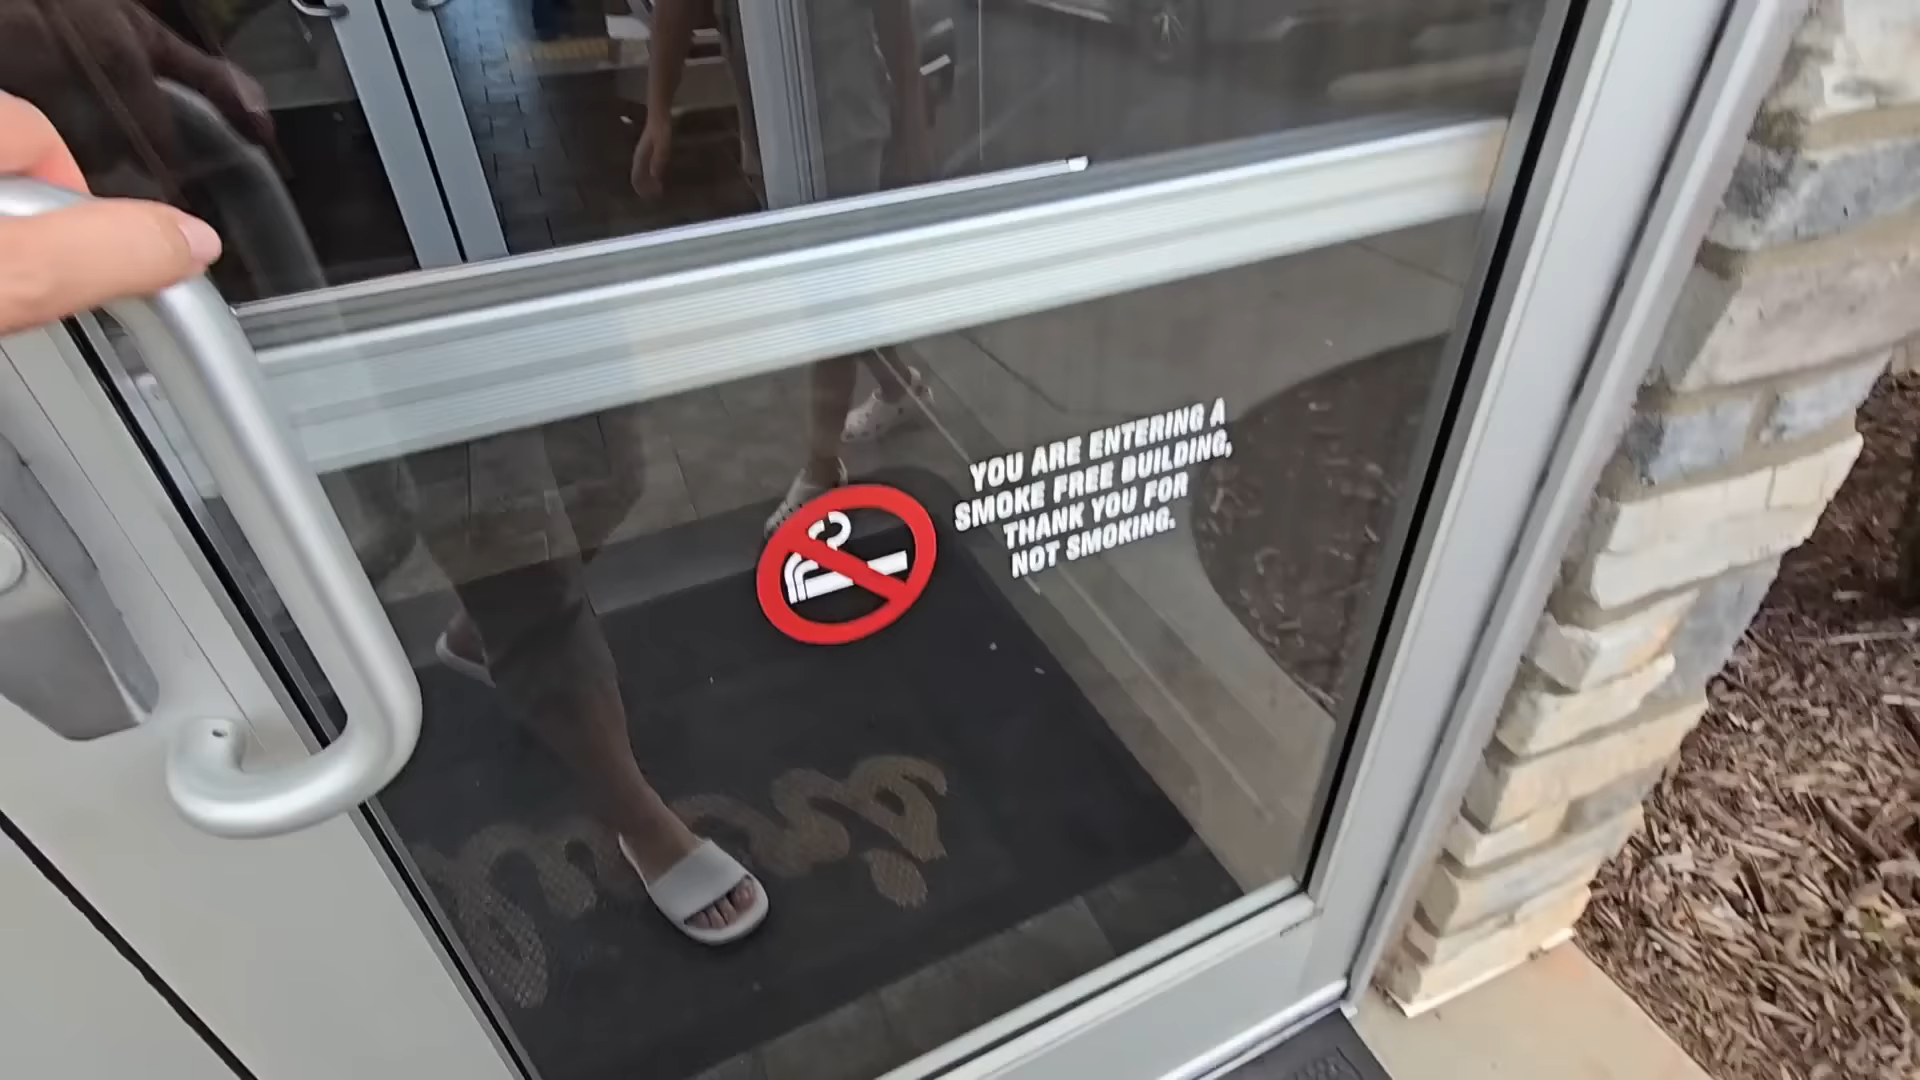 YOU ARE ENTERING A
SMOKE FREE BUILDING,
THANK YOU FOR
NOT SMOKING.